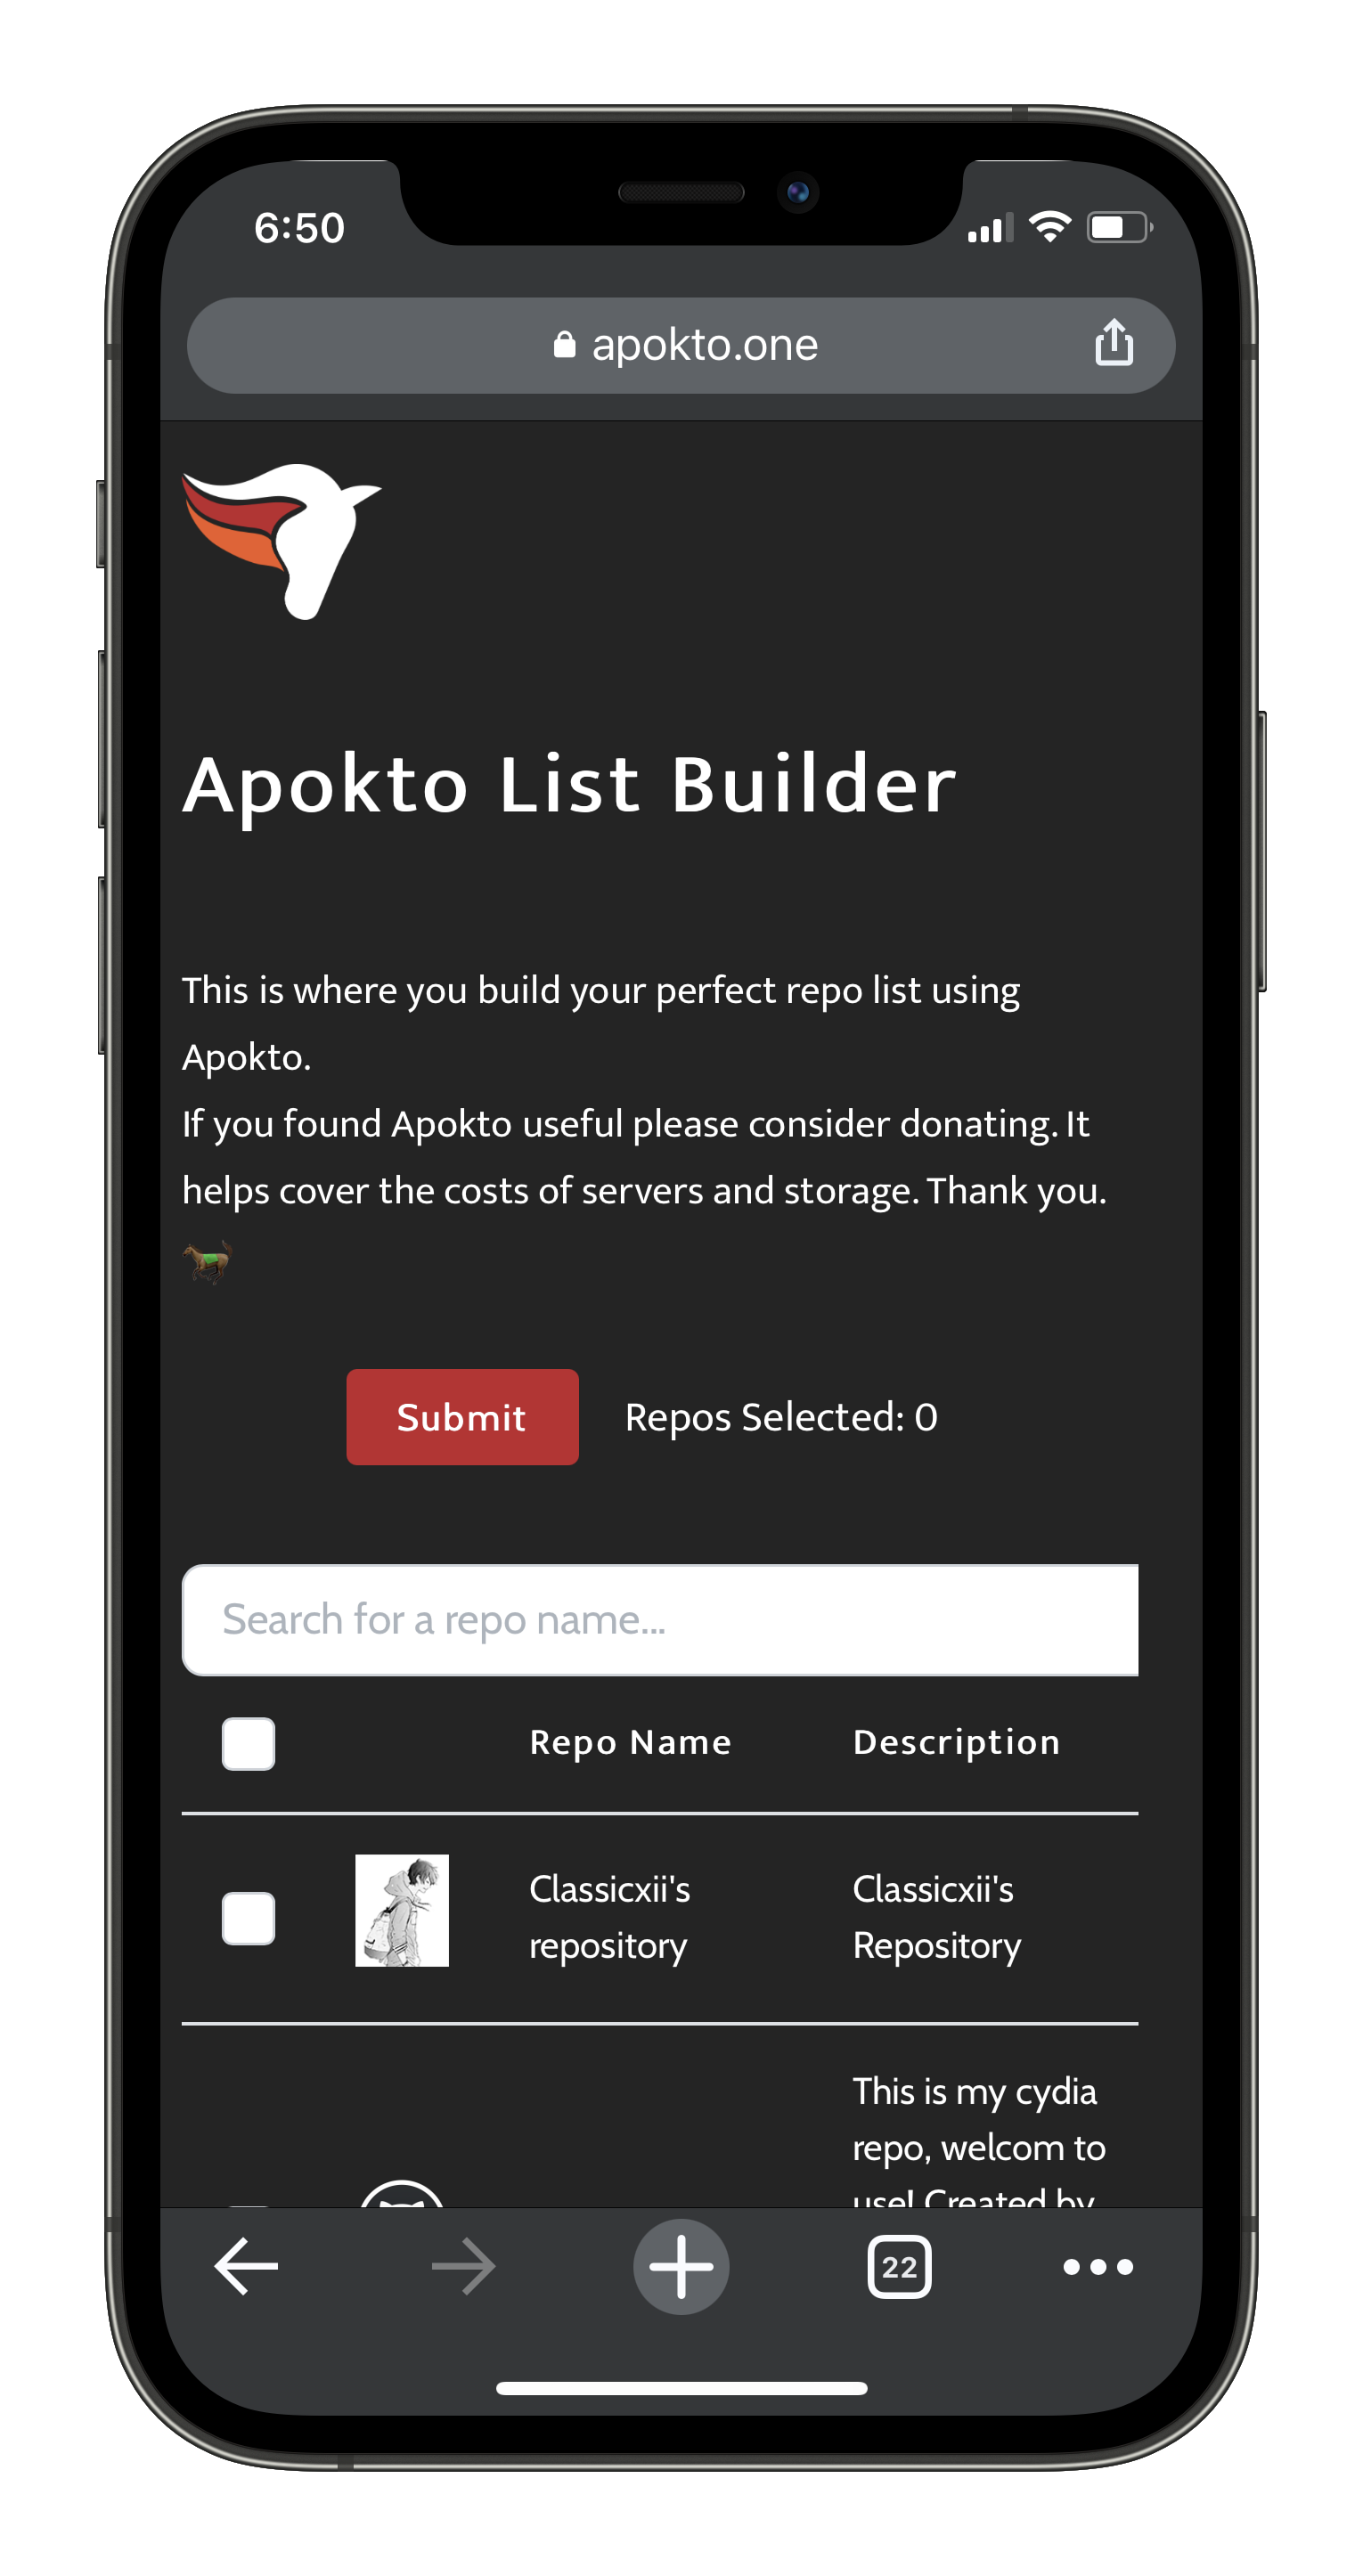 6:50
apokto.one
Apokto List Builder
This is where you build your perfect repo list using
Apokto.
If you found Apokto useful please consider donating. It
helps cover the costs of servers and storage. Thank you.
Submit
Repos Selected: 0
Search for a repo name...
Repo Name
Description
Classicxii's
repository
Classicxii's
Repository
This is my cydia
repo, welcom to
use! Created by
22